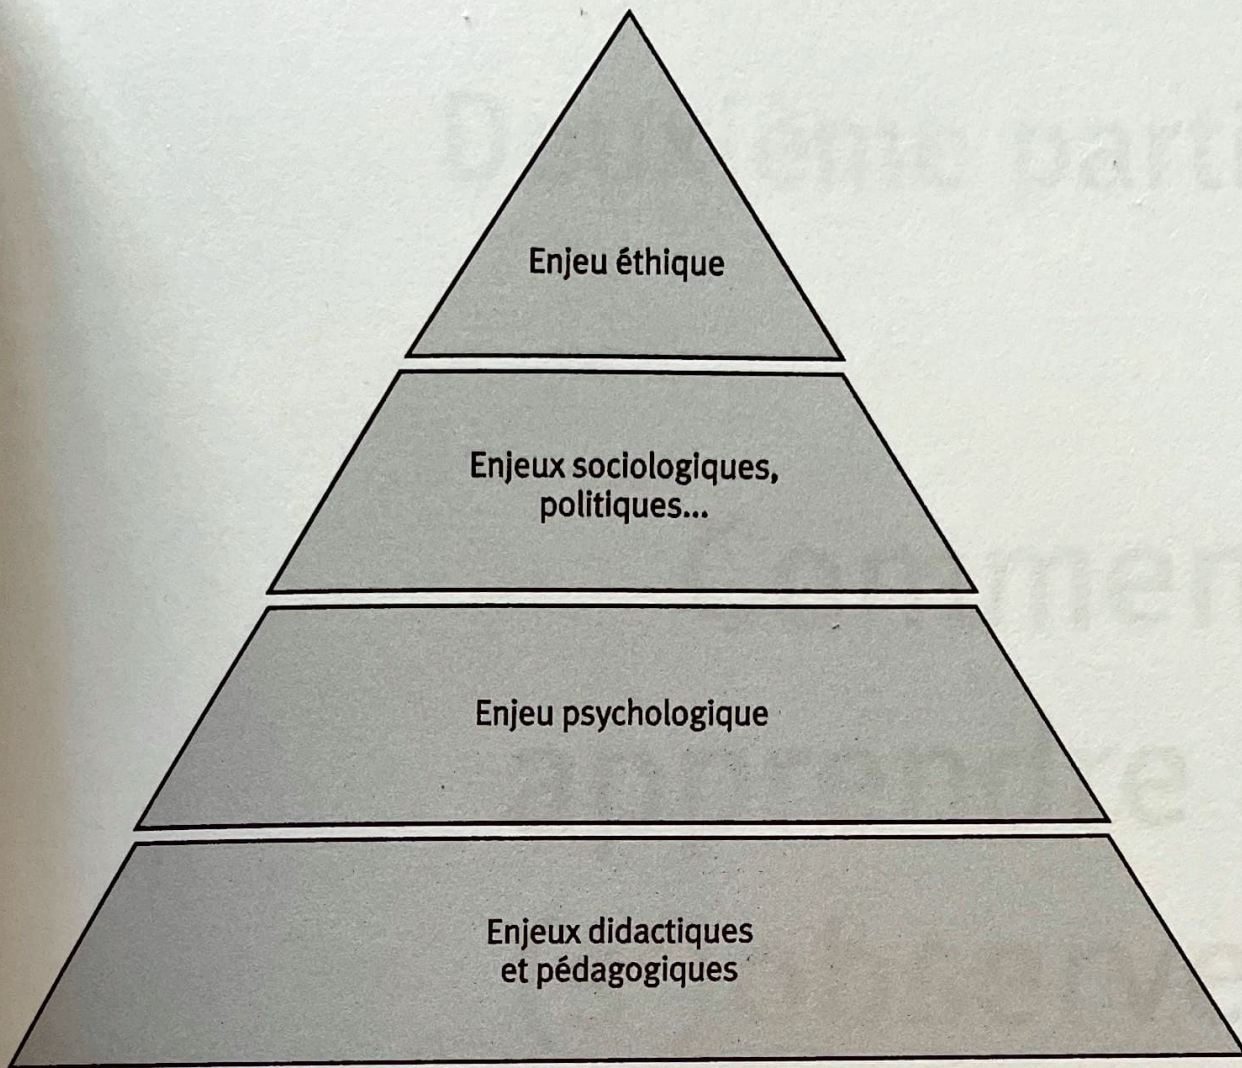 Enjeu éthique
Enjeux sociologiques,
politiques...
Enjeu psychologique
Enjeux didactiques
et pédagogiques